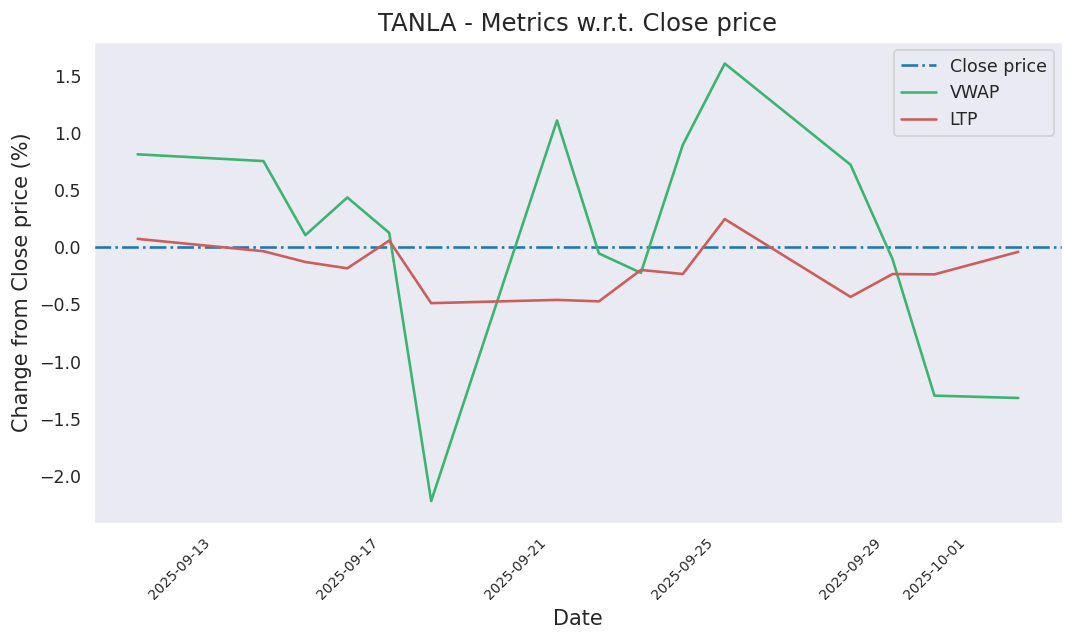 TANLA - Metrics w.r.t. Close price
Change from Close price (%)
1.5
1.0
0.5
0.0
−0.5
−1.0
−1.5
−2.0
Close price
VWAP
LTP
2025-09-13
2025-09-17
2025-09-21
2025-09-25
2025-09-29
2025-10-01
Date